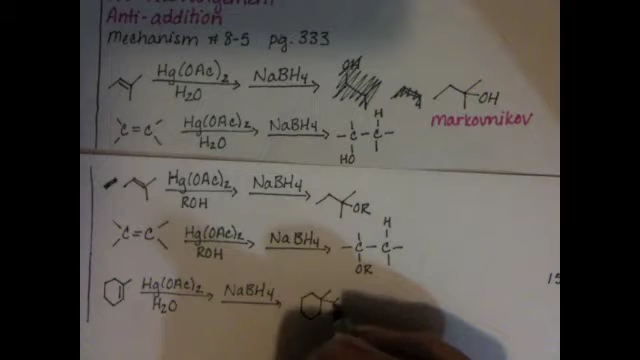 Anti-addition
Mechanism # 8-5 pg. 333
Hg(OAc)2 NaBH4
H2O
OH
markovnikov
C=C Hg(OAc)2 NaBH4 -C-C- H
H2O
HO
Hg(OAc)2 NaBH4
ROH OR
C=C Hg(OAc)2 NaBH4 -C-C- H
ROH OR
Hg(OAc)2 NaBH4
H2O
15